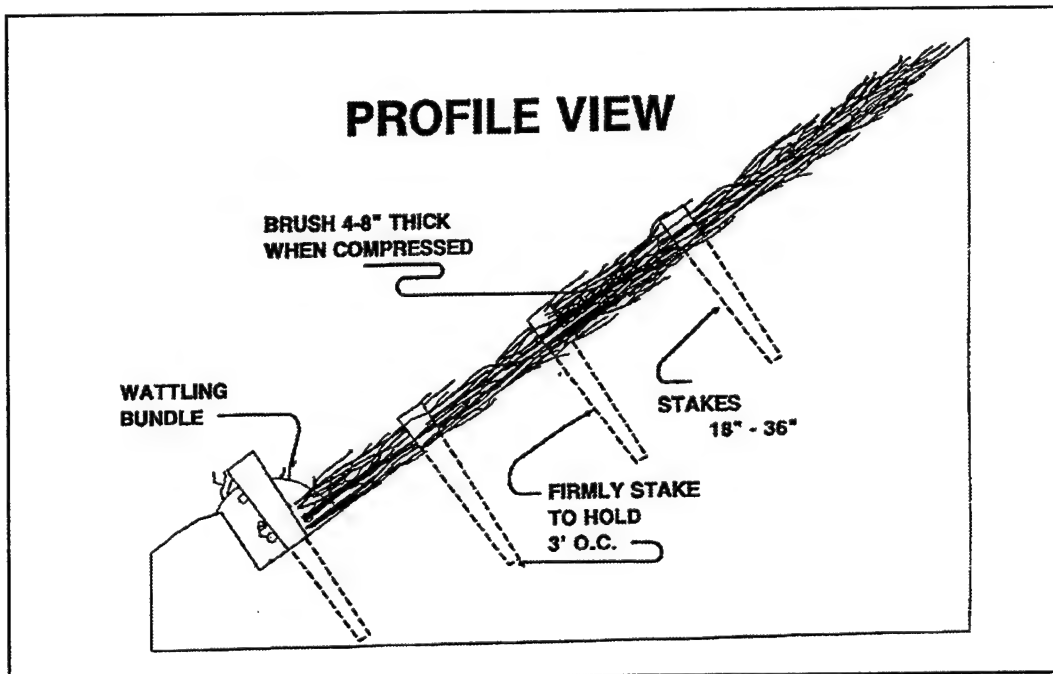 PROFILE VIEW
BRUSH 4-8" THICK
WHEN COMPRESSED
WATTLING
BUNDLE
STAKES
18" - 36"
FIRMLY STAKE
TO HOLD
3' O.C.